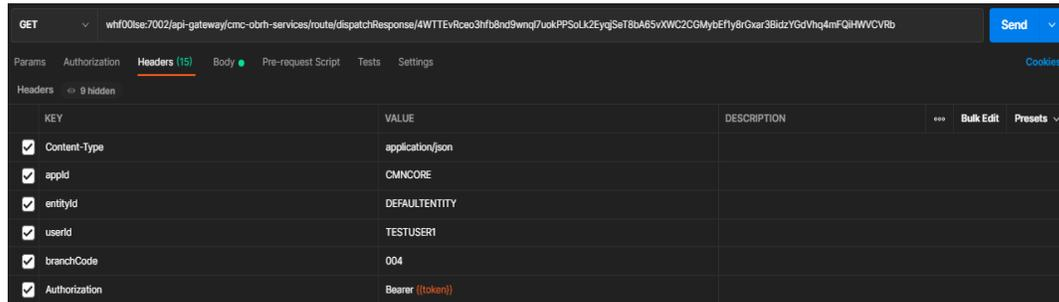 GET whf00lse:7002/api-gateway/cmc-obrh-services/route/dispatchResponse/4WTTEvRceo3hfb8nd9wnql7uokPPSoLk2EyqjSeT8bA65vXWC2CGMybEf1y8rGxar3BidzYGdVhq4mFQiHWVCVRb Send
Params Authorization Headers (15) Body Pre-request Script Tests Settings Cookies
Headers 9 hidden
KEY VALUE DESCRIPTION ooo Bulk Edit Presets
Content-Type application/json
appId CMNCORE
entityId DEFAULTENTITY
userId TESTUSER1
branchCode 004
Authorization Bearer {{token}}